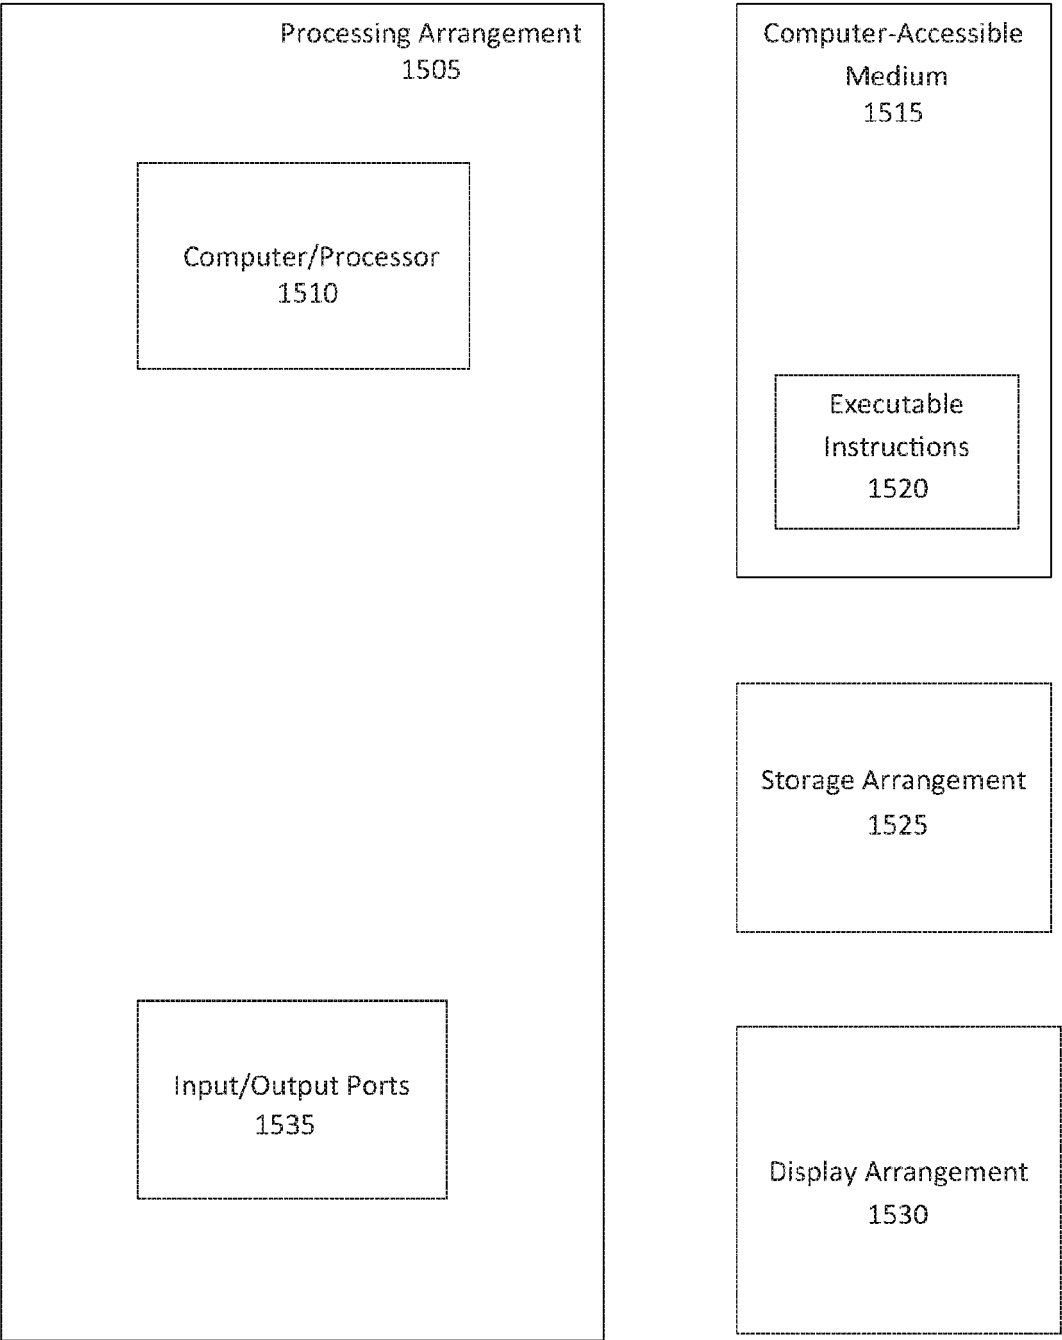 Processing Arrangement
1505
Computer/Processor
1510
Input/Output Ports
1535
Computer-Accessible
Medium
1515
Executable
Instructions
1520
Storage Arrangement
1525
Display Arrangement
1530